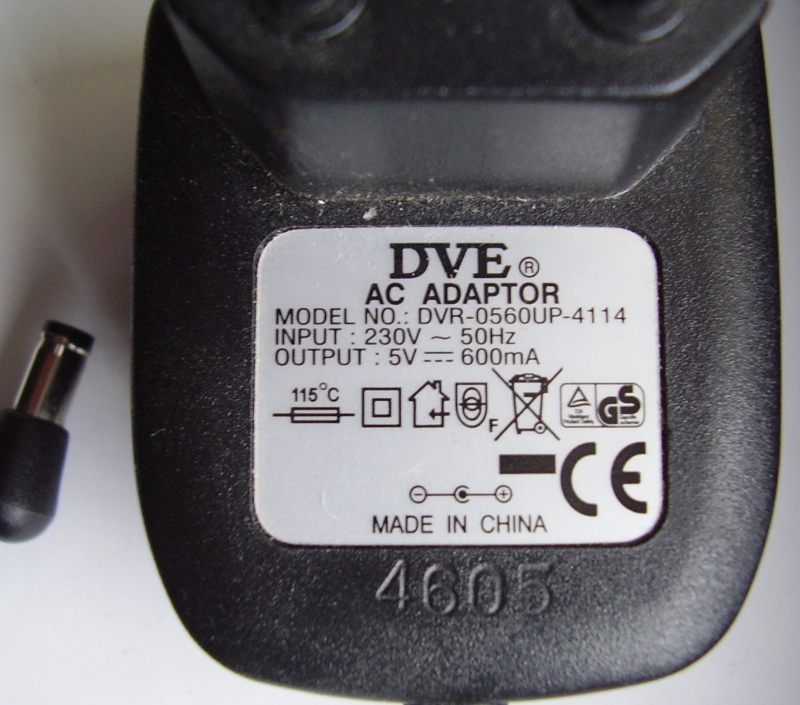 DVE ®
AC ADAPTOR
MODEL NO.: DVR-0560UP-4114
INPUT : 230V ~ 50Hz
OUTPUT : 5V ⎓ 600mA
115°C
F
GS
CE
MADE IN CHINA
4605